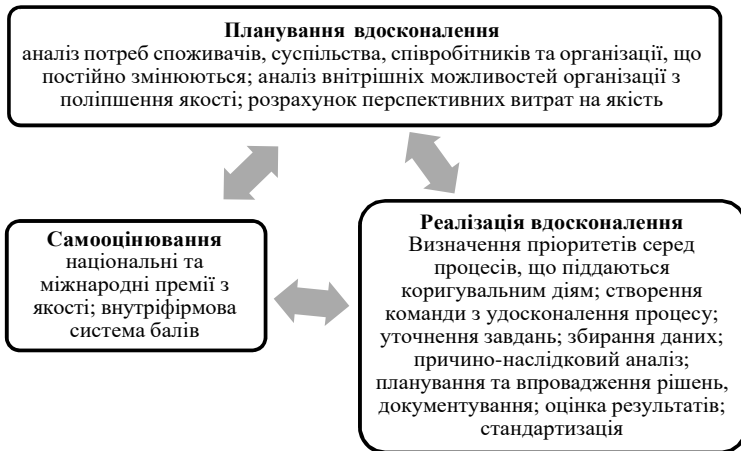 Планування вдосконалення
аналіз потреб споживачів, суспільства, співробітників та організації, що
постійно змінюються; аналіз внітрішніх можливостей організації з
поліпшення якості; розрахунок перспективних витрат на якість
Самооцінювання
національні та
міжнародні премії з
якості; внутріфірмова
система балів
Реалізація вдосконалення
Визначення пріоритетів серед
процесів, що піддаються
коригувальним діям; створення
команди з удосконалення процесу;
уточнення завдань; збирання даних;
причино-наслідковий аналіз;
планування та впровадження рішень,
документування; оцінка результатів;
стандартизація